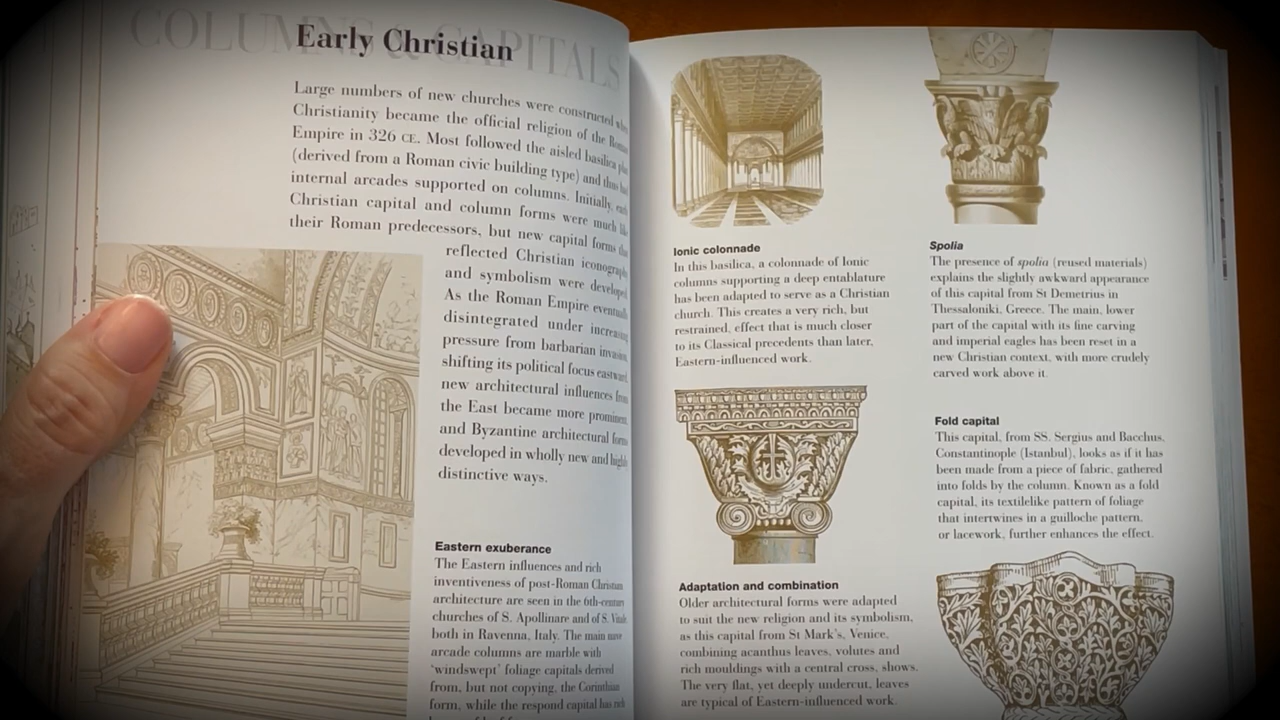 COLUMNS & CAPITALS
Early Christian
Large numbers of new churches were constructed
Christianity became the official religion of the
Empire in 326 CE. Most followed the aisled basilica
(derived from a Roman civic building type) and thus
internal arcades supported on columns. Initially,
Christian capital and column forms were much
their Roman predecessors, but new capital forms
reflected Christian
and symbolism were
As the Roman Empire
disintegrated under
pressure from barbarian
shifting its political focus
new architectural influences
the East became more
and Byzantine architectural
developed in wholly new and
distinctive ways.
Eastern exuberance
The Eastern influences and rich
inventiveness of post-Roman Christian
architecture are seen in the 6th-century
churches of S. Apollinare and of S. Vitale,
both in Ravenna, Italy. The main nave
arcade columns are marble with
'windswept' foliage capitals derived
from, but not copying, the Corinthian
form, while the respond capital has rich
Ionic colonnade
In this basilica, a colonnade of Ionic
columns supporting a deep entablature
has been adapted to serve as a Christian
church. This creates a very rich, but
restrained, effect that is much closer
to its Classical precedents than later,
Eastern-influenced work.
Adaptation and combination
Older architectural forms were adapted
to suit the new religion and its symbolism,
as this capital from St Mark's, Venice,
combining acanthus leaves, volutes and
rich mouldings with a central cross, shows.
The very flat, yet deeply undercut, leaves
are typical of Eastern-influenced work.
Spolia
The presence of spolia (reused materials)
explains the slightly awkward appearance
of this capital from St Demetrius in
Thessaloniki, Greece. The main, lower
part of the capital with its fine carving
and imperial eagles has been reset in a
new Christian context, with more crudely
carved work above it.
Fold capital
This capital, from SS. Sergius and Bacchus,
Constantinople (Istanbul), looks as if it has
been made from a piece of fabric, gathered
into folds by the column. Known as a fold
capital, its textilelike pattern of foliage
that intertwines in a guilloche pattern,
or lacework, further enhances the effect.